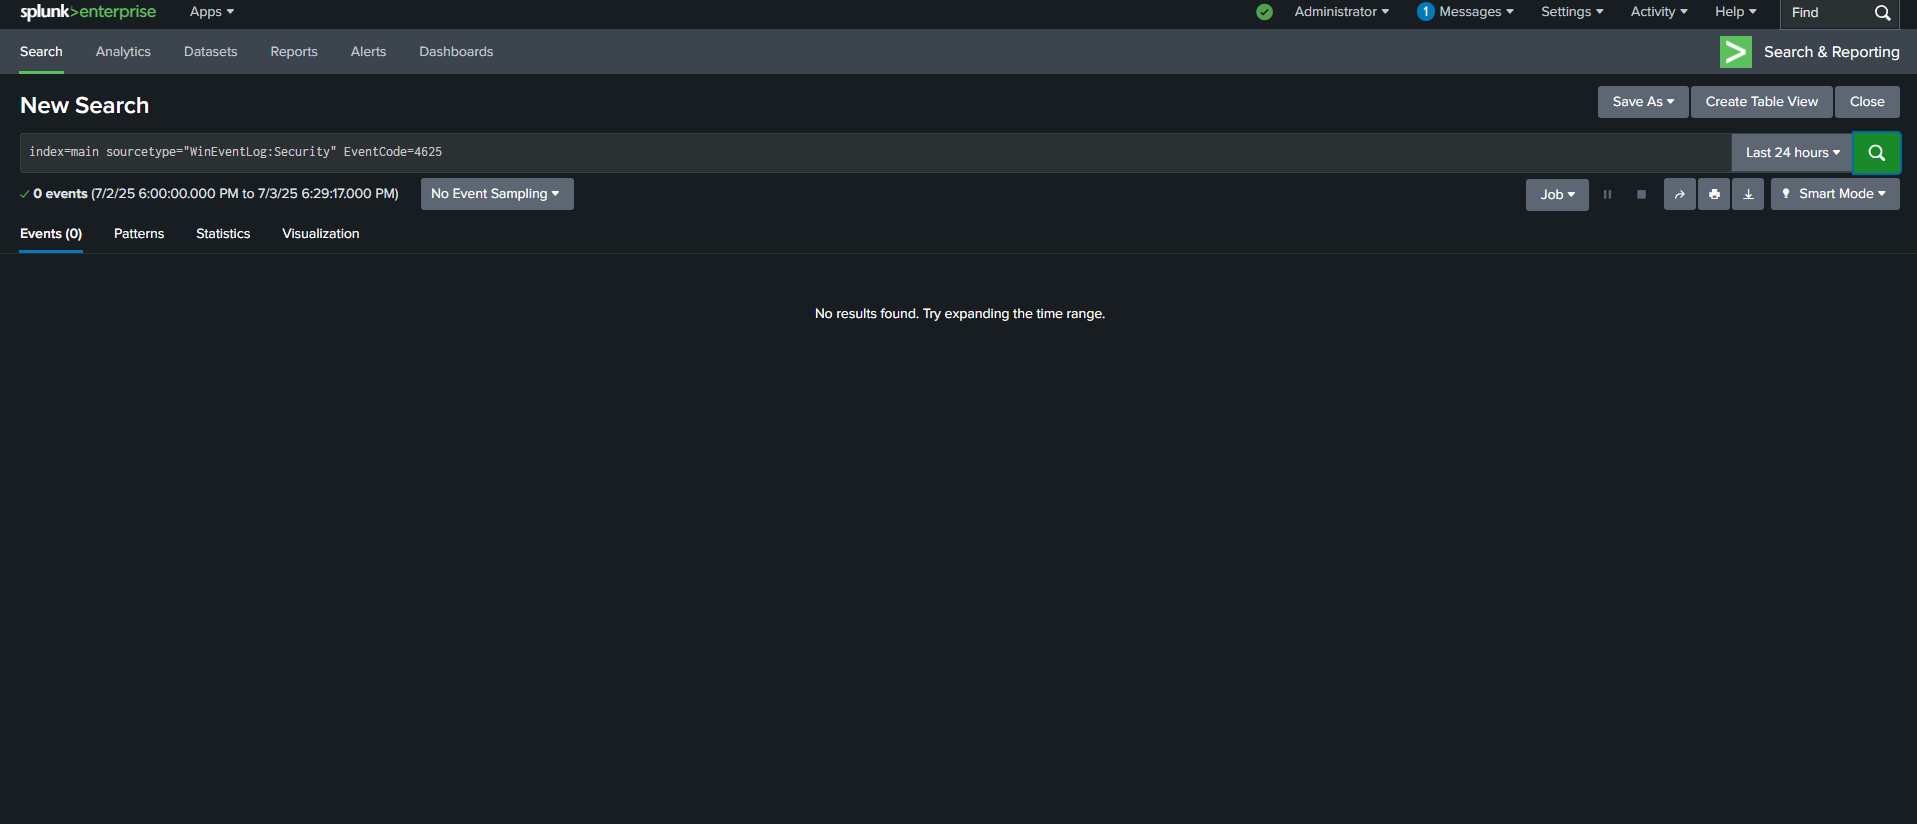 splunk>enterprise Apps Administrator 1 Messages Settings Activity Help Find
Search Analytics Datasets Reports Alerts Dashboards Search & Reporting
New Search Save As Create Table View Close
index=main sourcetype="WinEventLog:Security" EventCode=4625 Last 24 hours
0 events (7/2/25 6:00:00.000 PM to 7/3/25 6:29:17.000 PM) No Event Sampling Job Smart Mode
Events (0) Patterns Statistics Visualization
No results found. Try expanding the time range.